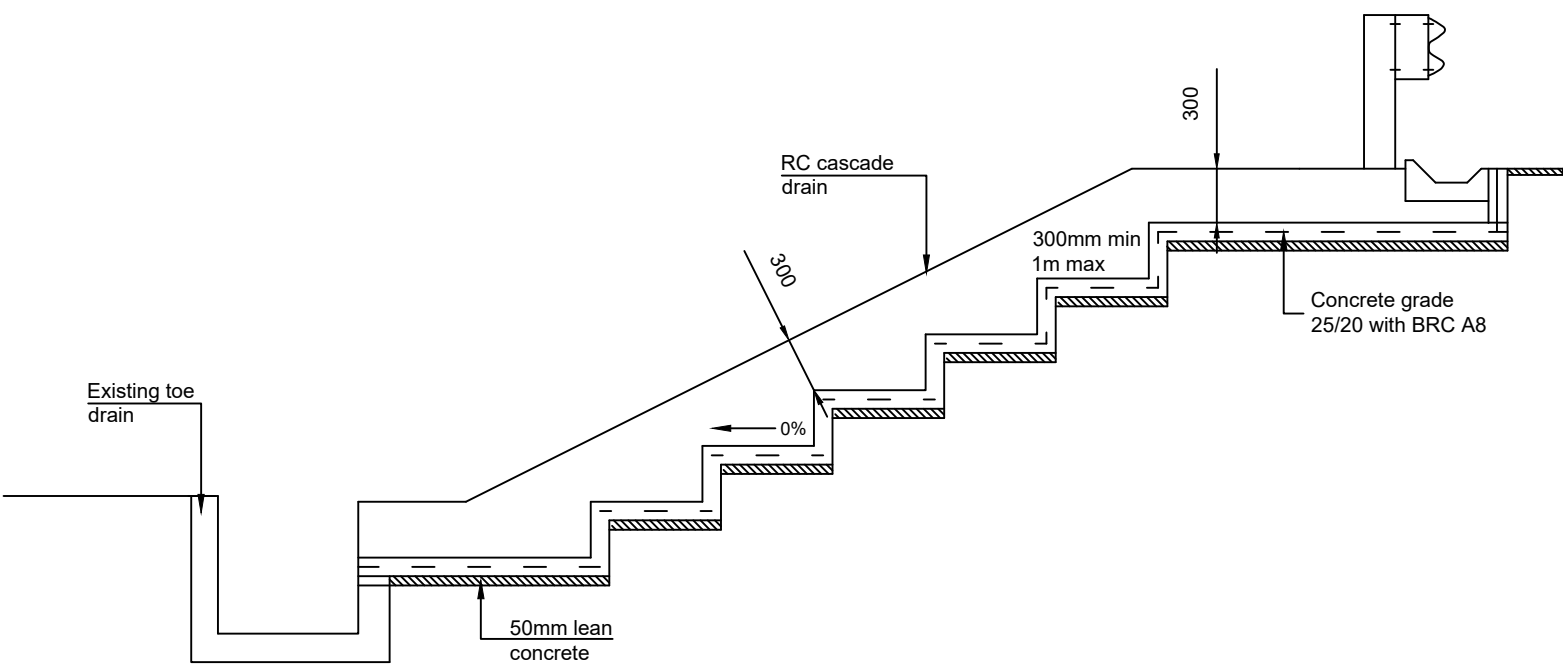 300
RC cascade
drain
300mm min
1m max
300
Concrete grade
25/20 with BRC A8
Existing toe
drain
0%
50mm lean
concrete